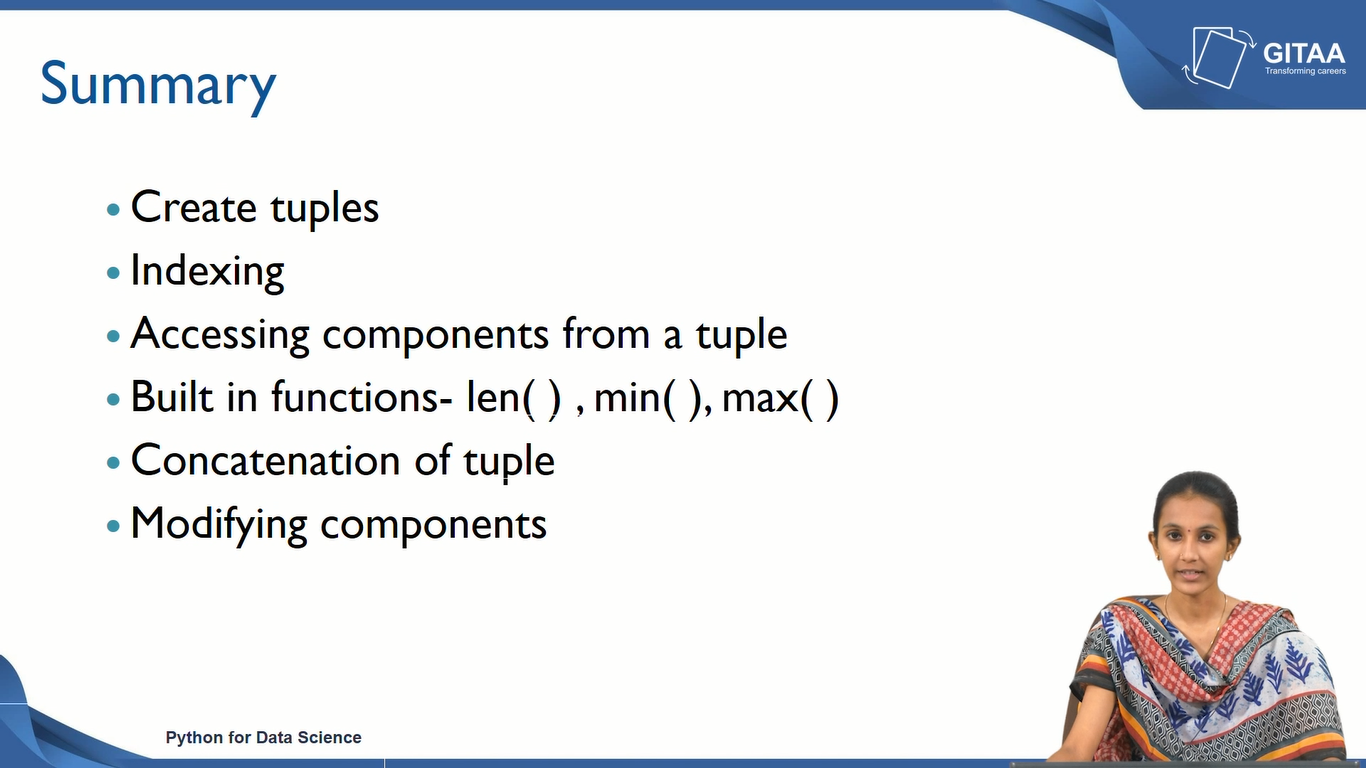 GITAA
Transforming careers
Summary
• Create tuples
• Indexing
• Accessing components from a tuple
• Built in functions- len( ) , min( ), max( )
• Concatenation of tuple
• Modifying components
Python for Data Science